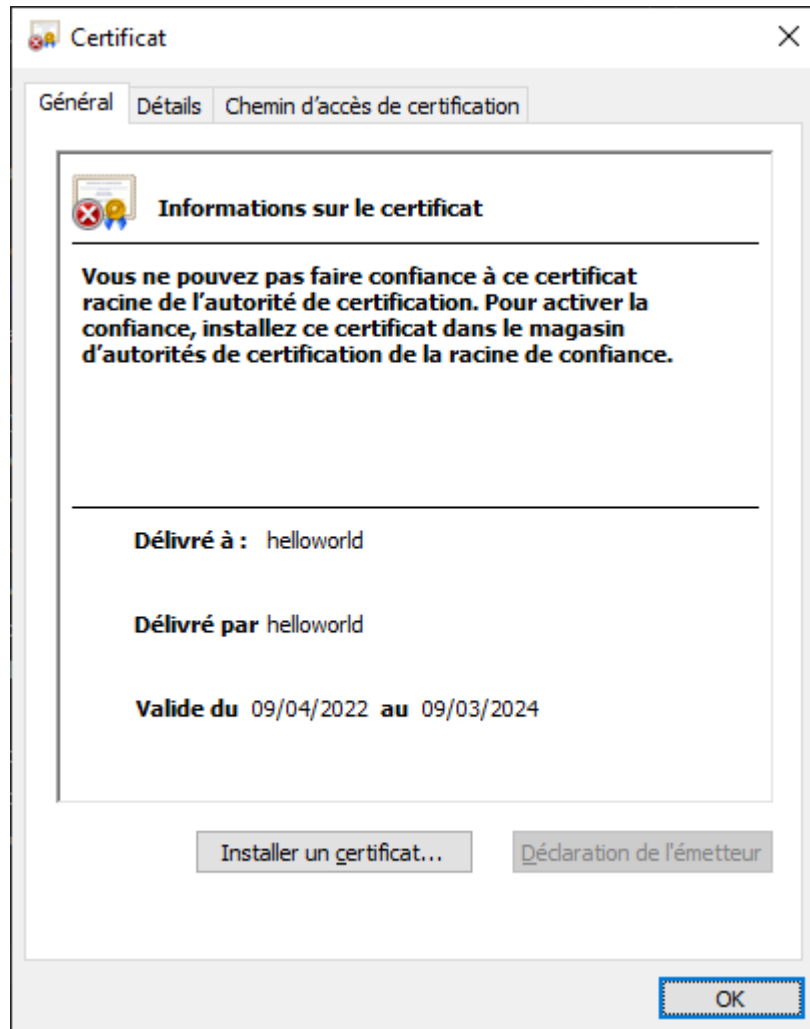 Certificat
Général Détails Chemin d’accès de certification
Informations sur le certificat
Vous ne pouvez pas faire confiance à ce certificat
racine de l’autorité de certification. Pour activer la
confiance, installez ce certificat dans le magasin
d’autorités de certification de la racine de confiance.
Délivré à : helloworld
Délivré par helloworld
Valide du 09/04/2022 au 09/03/2024
Installer un certificat... Déclaration de l'émetteur
OK